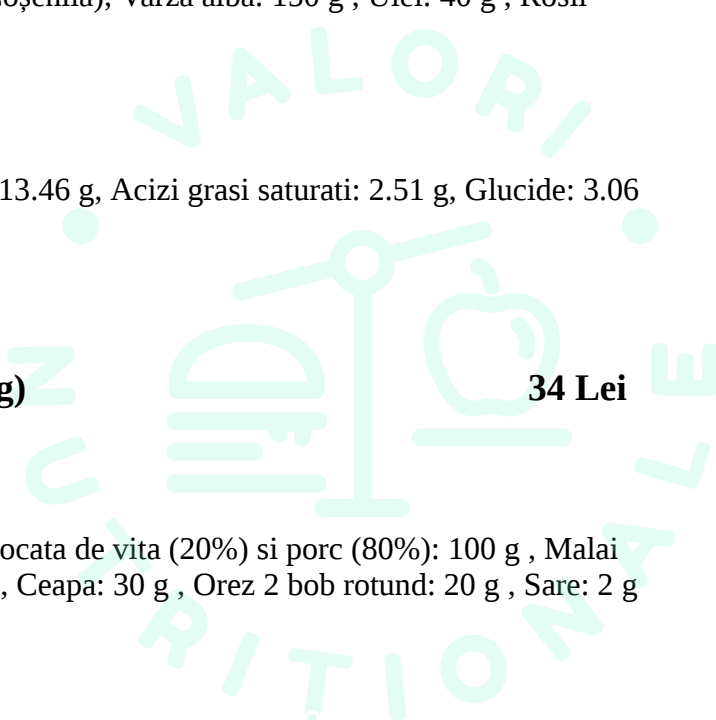 Varza alba: 150 g , Ulei: 40 g , Rosii
13.46 g, Acizi grasi saturati: 2.51 g, Glucide: 3.06
g) 34 Lei
ocata de vita (20%) si porc (80%): 100 g , Malai
, Ceapa: 30 g , Orez 2 bob rotund: 20 g , Sare: 2 g
VALORI
NUTRITIONALE